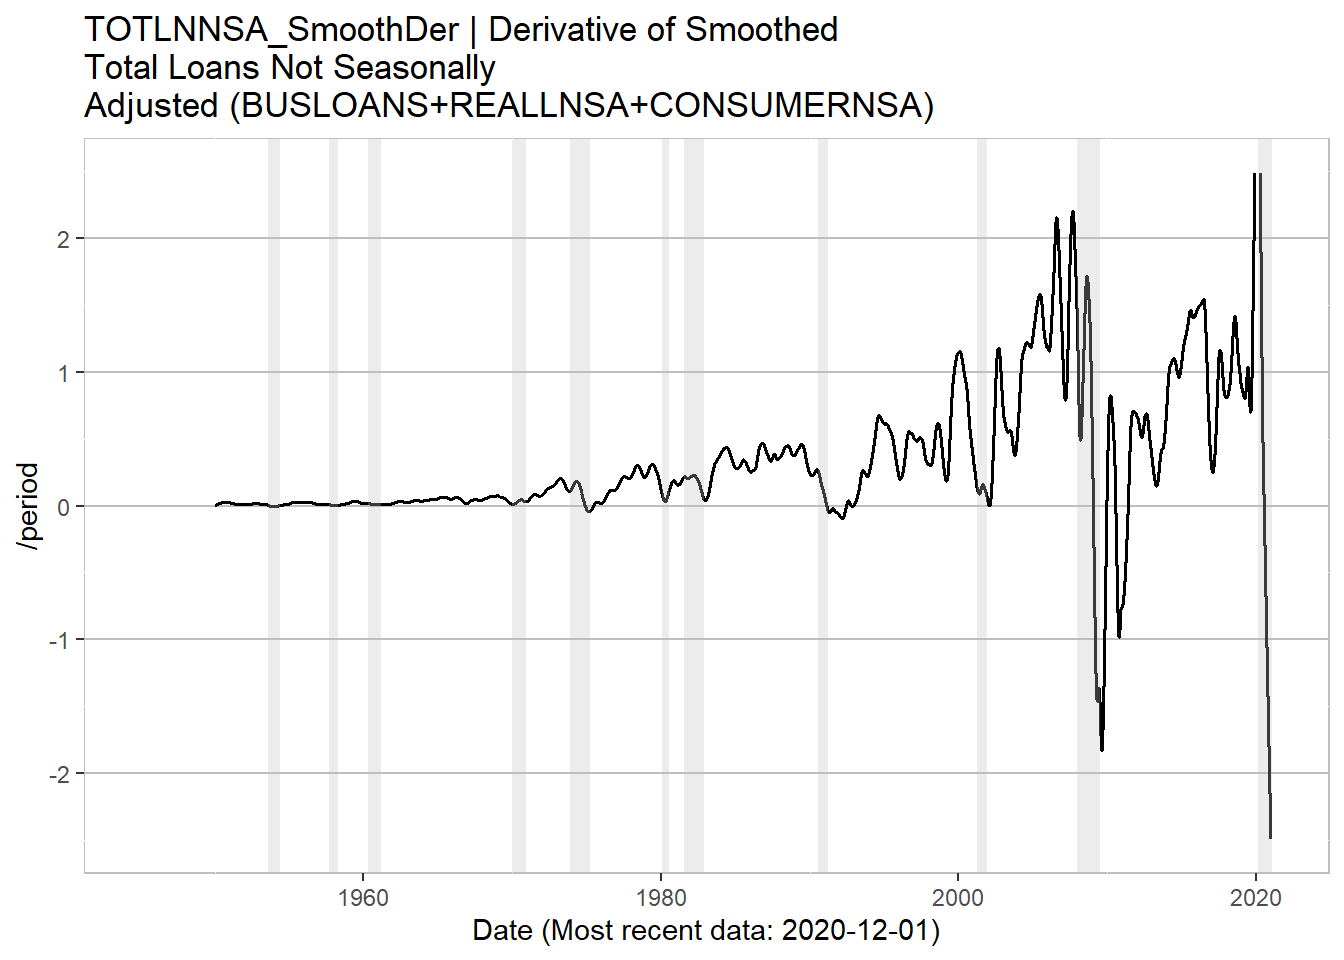 TOTLNNSA_SmoothDer | Derivative of Smoothed
Total Loans Not Seasonally
Adjusted (BUSLOANS+REALLNSA+CONSUMERNSA)
/period
2
1
0
-1
-2
1960
1980
2000
2020
Date (Most recent data: 2020-12-01)